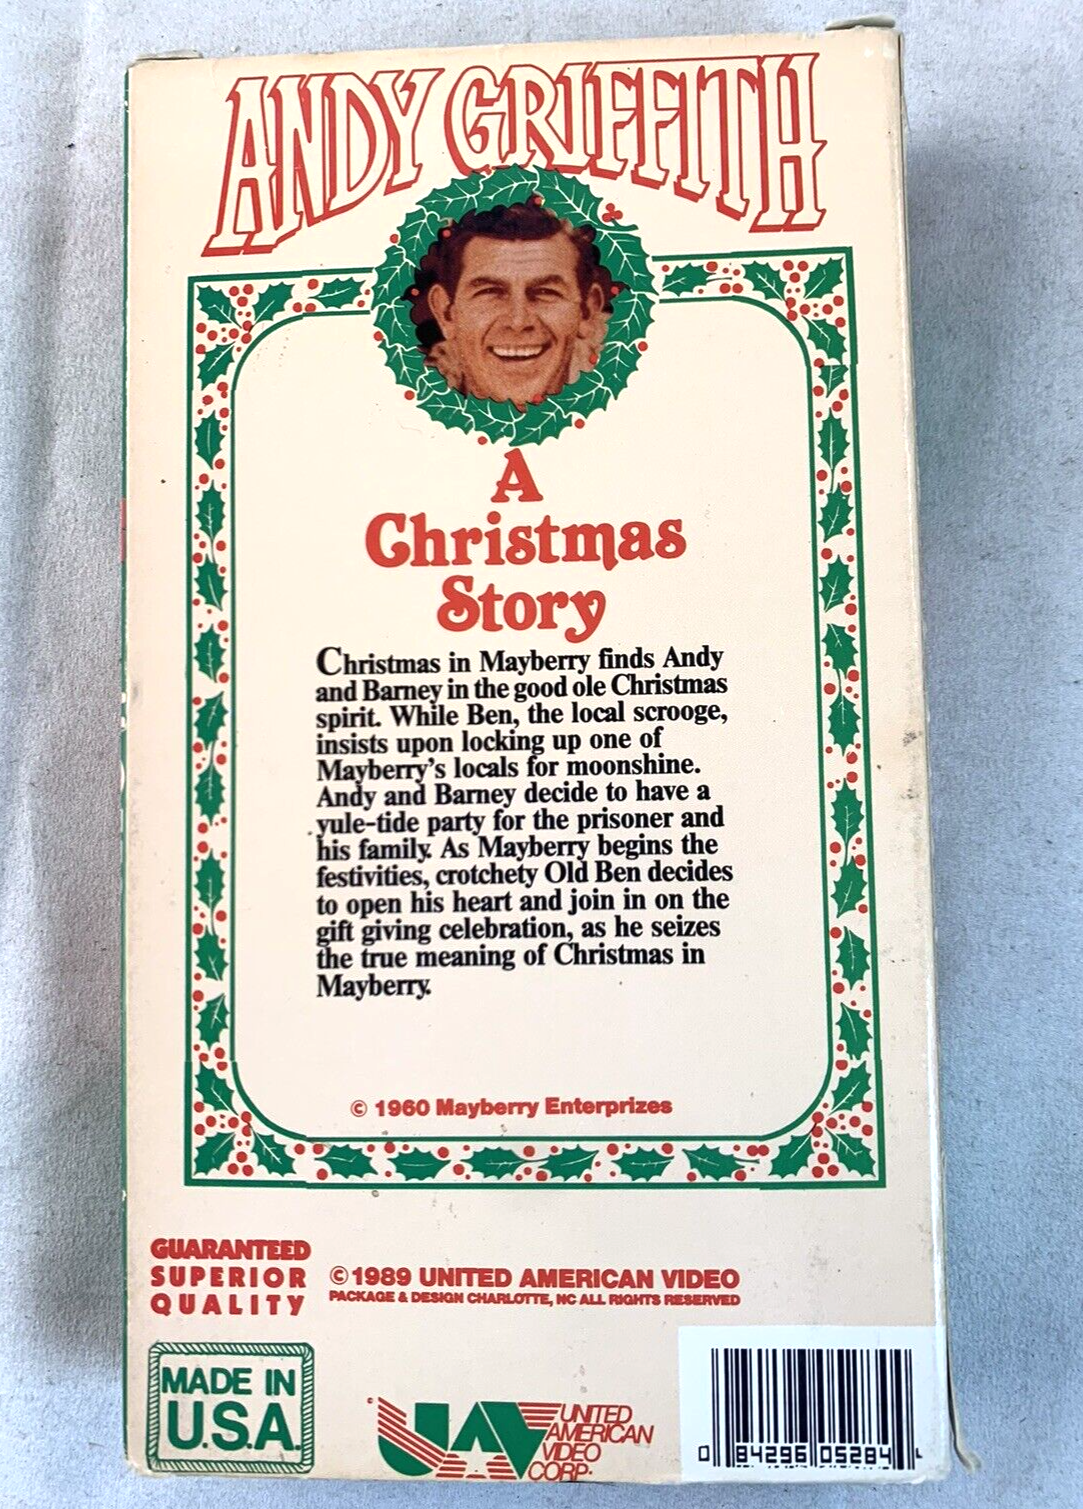 ANDY GRIFFITH
A
Christmas
Story
Christmas in Mayberry finds Andy
and Barney in the good ole Christmas
spirit. While Ben, the local scrooge,
insists upon locking up one of
Mayberry's locals for moonshine.
Andy and Barney decide to have a
yule-tide party for the prisoner and
his family. As Mayberry begins the
festivities, crotchety Old Ben decides
to open his heart and join in on the
gift giving celebration, as he seizes
the true meaning of Christmas in
Mayberry.
© 1960 Mayberry Enterprizes
GUARANTEED
SUPERIOR
QUALITY
© 1989 UNITED AMERICAN VIDEO
PACKAGE & DESIGN CHARLOTTE, NC ALL RIGHTS RESERVED
MADE IN
U.S.A.
UAV
UNITED
AMERICAN
VIDEO
CORP.
0 84296 05284 1